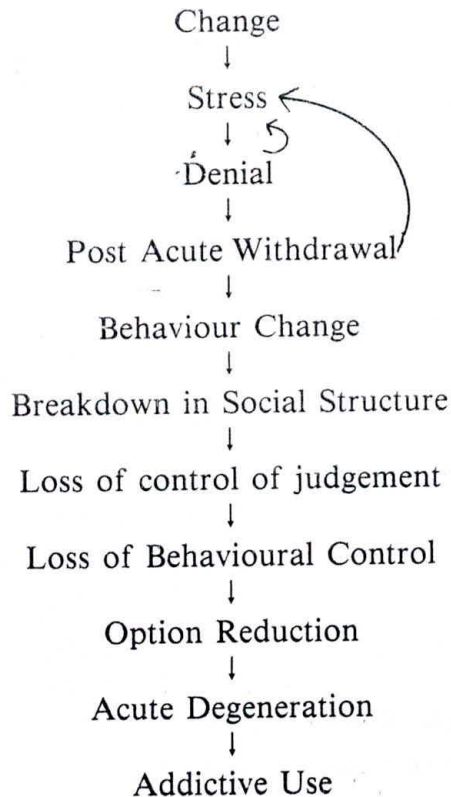 Change
↓
Stress
↓
Denial
↓
Post Acute Withdrawal
↓
Behaviour Change
↓
Breakdown in Social Structure
↓
Loss of control of judgement
↓
Loss of Behavioural Control
↓
Option Reduction
↓
Acute Degeneration
↓
Addictive Use